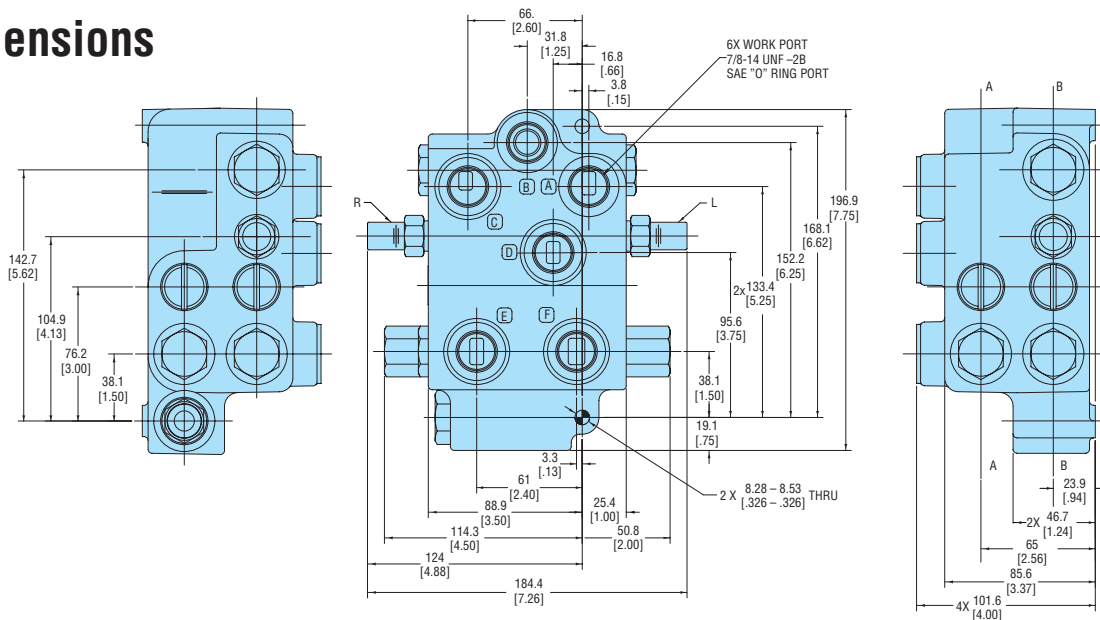 ensions
142.7
[5.62]
104.9
[4.13]
76.2
[3.00]
38.1
[1.50]
66.
[2.60]
31.8
[1.25]
16.8
[.66]
3.8
[.15]
6X WORK PORT
7/8-14 UNF –2B
SAE "O" RING PORT
R
L
B
A
C
D
E
F
196.9
[7.75]
168.1
[6.62]
152.2
[6.25]
2x 133.4
[5.25]
95.6
[3.75]
38.1
[1.50]
19.1
[.75]
3.3
[.13]
61
[2.40]
88.9
[3.50]
114.3
[4.50]
124
[4.88]
184.4
[7.26]
25.4
[1.00]
50.8
[2.00]
2 X 8.28 – 8.53 THRU
[.326 – .326]
A
B
A
B
23.9
[.94]
2X 46.7
[1.24]
65
[2.56]
85.6
[3.37]
4X 101.6
[4.00]